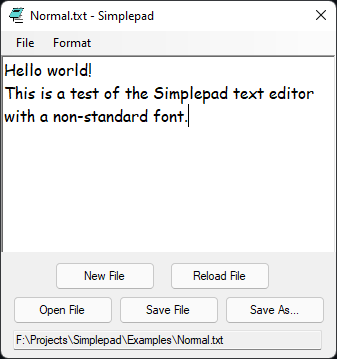 Normal.txt - Simplepad
File Format
Hello world!
This is a test of the Simplepad text editor
with a non-standard font.
New File Reload File
Open File Save File Save As...
F:\Projects\Simplepad\Examples\Normal.txt